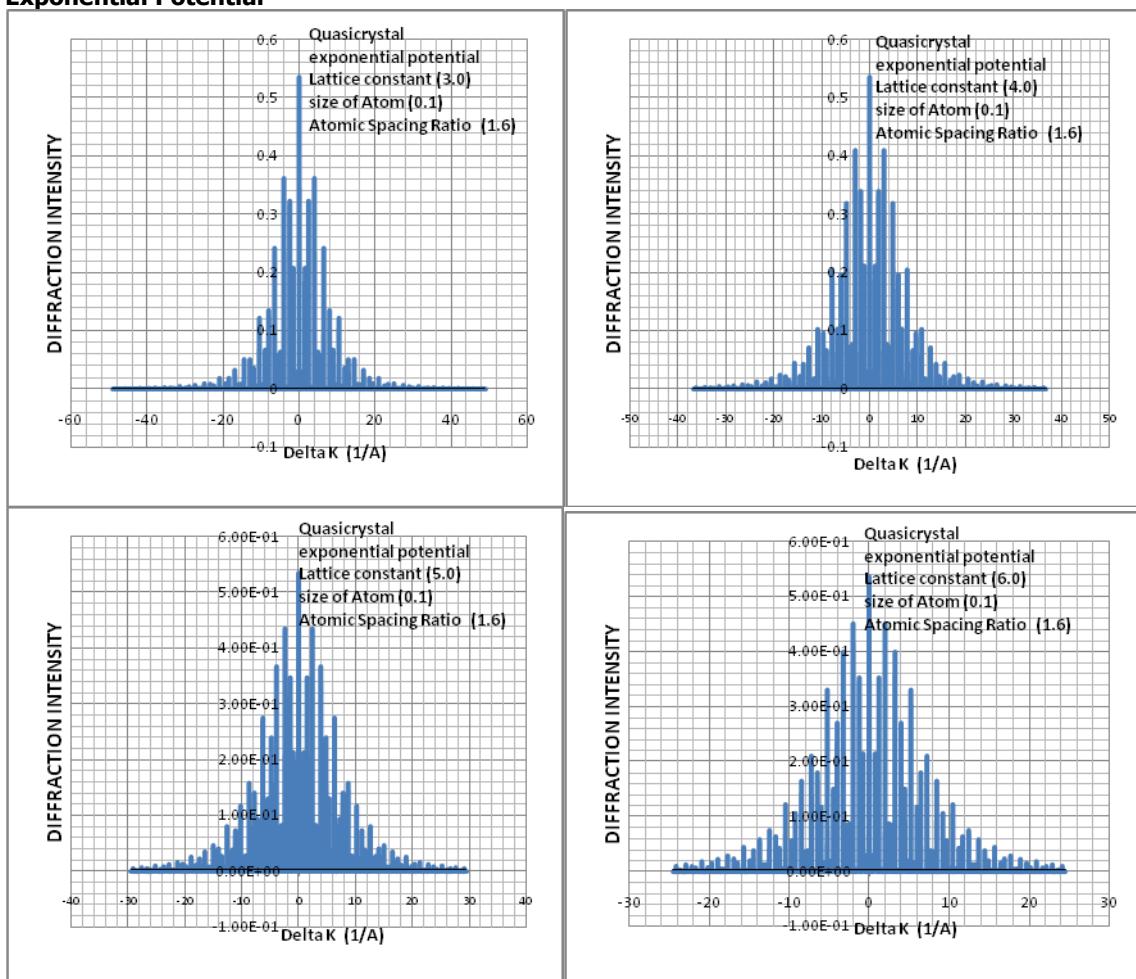 Exponential Potential
Quasicrystal
exponential potential
Lattice constant (3.0)
size of Atom (0.1)
Atomic Spacing Ratio (1.6)
DIFFRACTION INTENSITY
0.6
0.5
0.4
0.3
0.2
0.1
0
-0.1
-60
-40
-20
0
20
40
60
Delta K (1/A)
Quasicrystal
exponential potential
Lattice constant (4.0)
size of Atom (0.1)
Atomic Spacing Ratio (1.6)
DIFFRACTION INTENSITY
0.6
0.5
0.4
0.3
0.2
0.1
0
-0.1
-50
-40
-30
-20
-10
0
10
20
30
40
50
Delta K (1/A)
Quasicrystal
exponential potential
Lattice constant (5.0)
size of Atom (0.1)
Atomic Spacing Ratio (1.6)
DIFFRACTION INTENSITY
6.00E-01
5.00E-01
4.00E-01
3.00E-01
2.00E-01
1.00E-01
0.00E+00
-1.00E-01
-40
-30
-20
-10
0
10
20
30
40
Delta K (1/A)
Quasicrystal
exponential potential
Lattice constant (6.0)
size of Atom (0.1)
Atomic Spacing Ratio (1.6)
DIFFRACTION INTENSITY
6.00E-01
5.00E-01
4.00E-01
3.00E-01
2.00E-01
1.00E-01
0.00E+00
-1.00E-01
-30
-20
-10
0
10
20
30
Delta K (1/A)